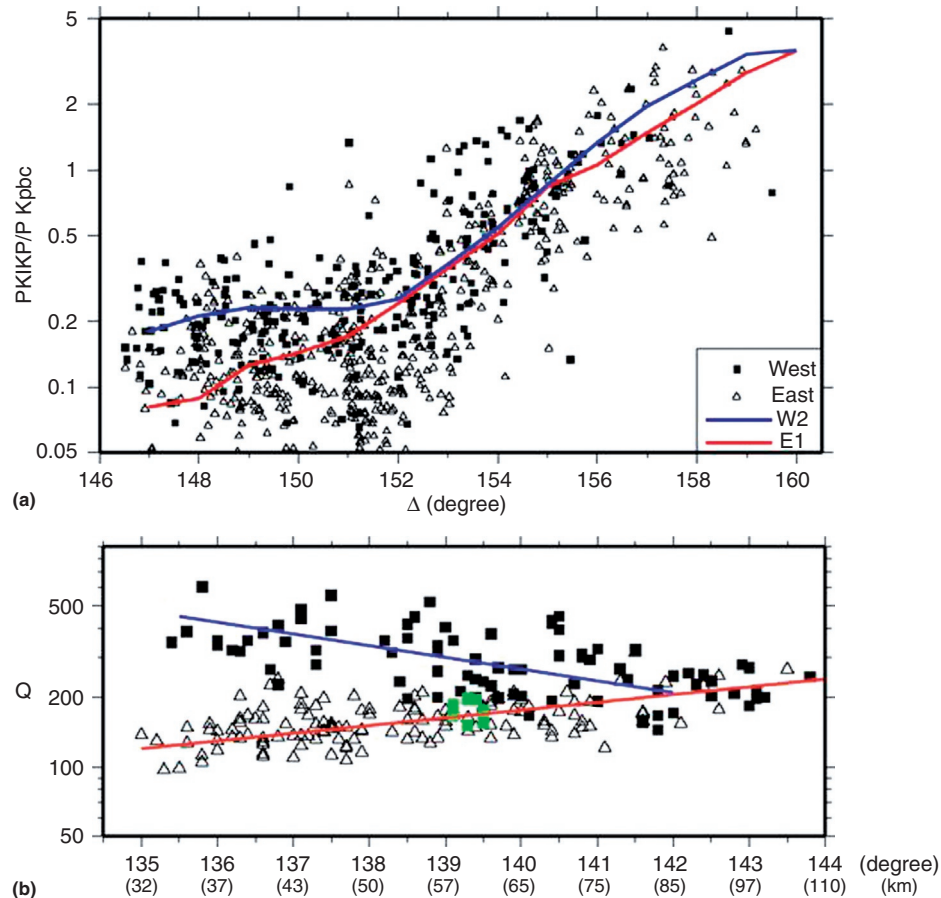 5
2
1
0.5
0.2
0.1
0.05
PKIKP/P Kpbc
West
East
W2
E1
146 148 150 152 154 156 158 160
(a)
Δ (degree)
500
200
100
50
Q
135 136 137 138 139 140 141 142 143 144 (degree)
(b) (32) (37) (43) (50) (57) (65) (75) (85) (97) (110) (km)